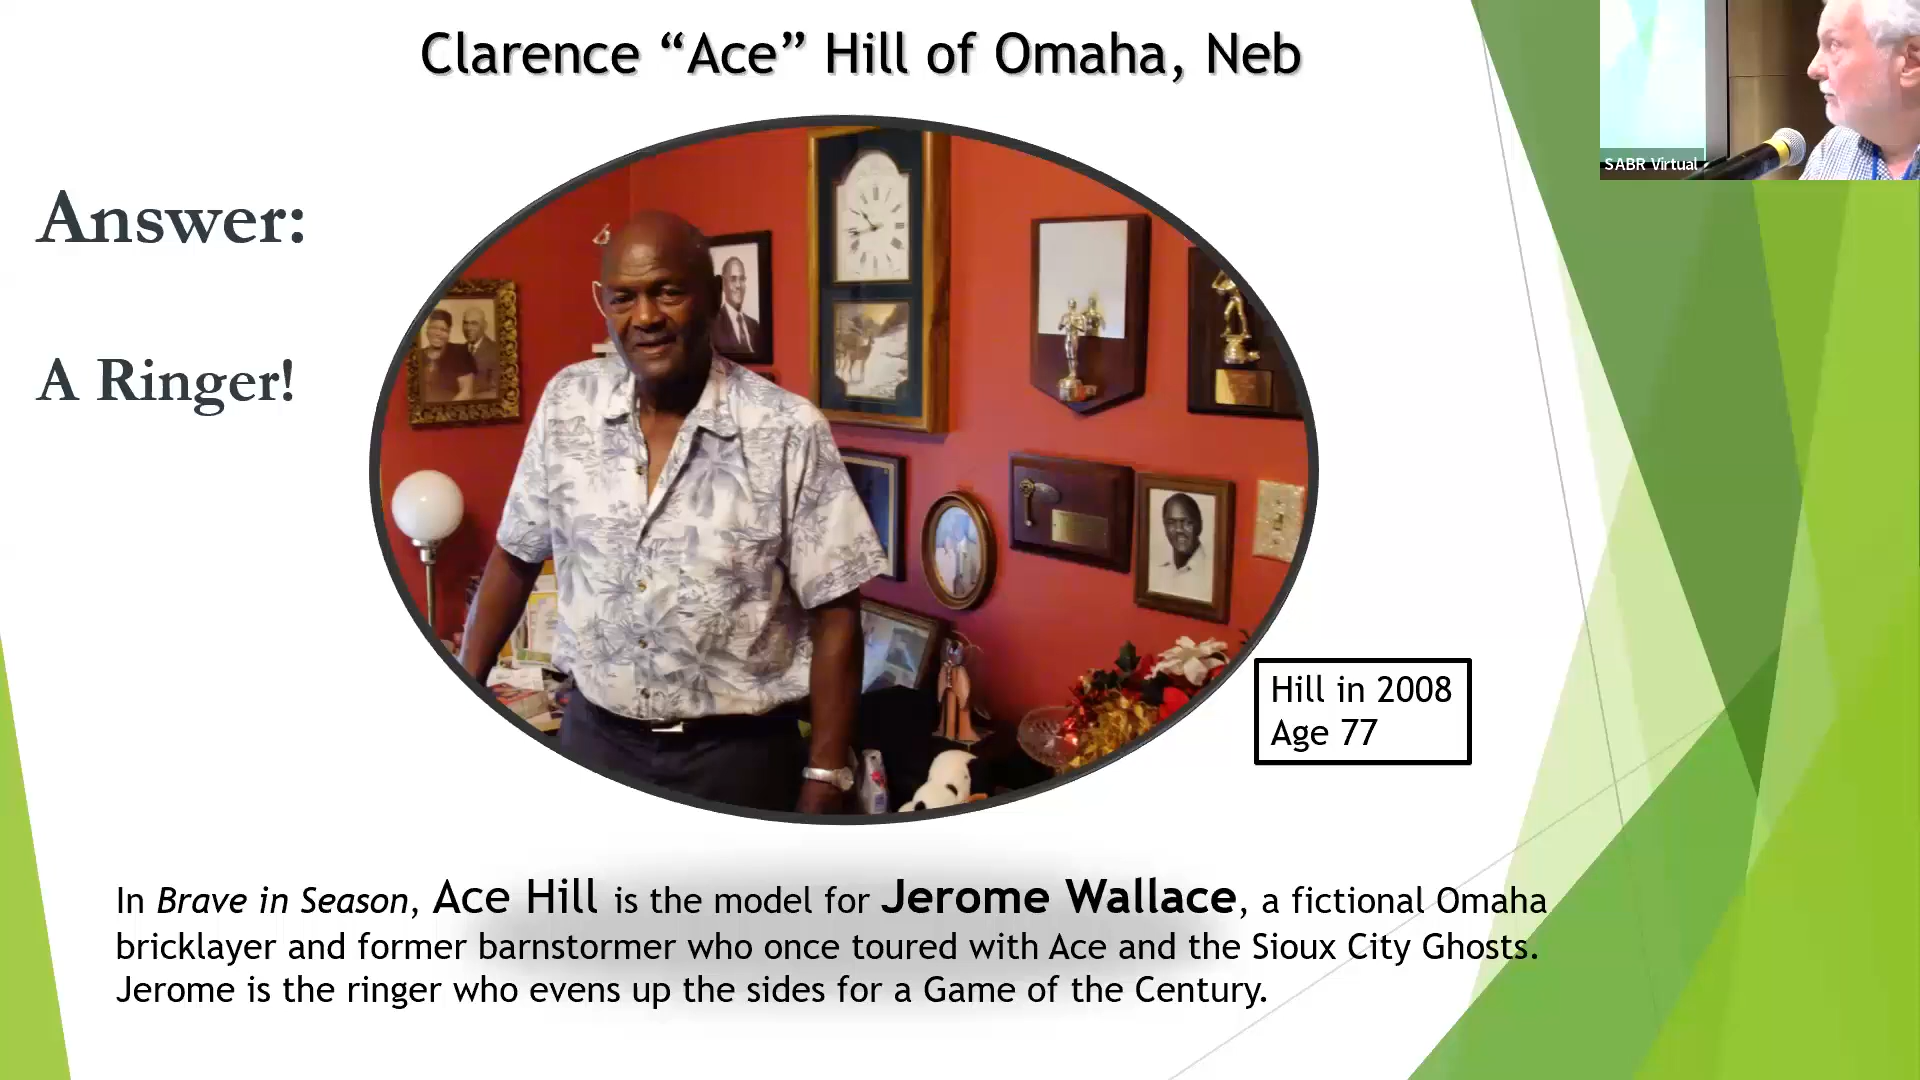 Clarence “Ace” Hill of Omaha, Neb
SABR Virtual
Answer:
A Ringer!
Hill in 2008
Age 77
In Brave in Season, Ace Hill is the model for Jerome Wallace, a fictional Omaha
bricklayer and former barnstormer who once toured with Ace and the Sioux City Ghosts.
Jerome is the ringer who evens up the sides for a Game of the Century.